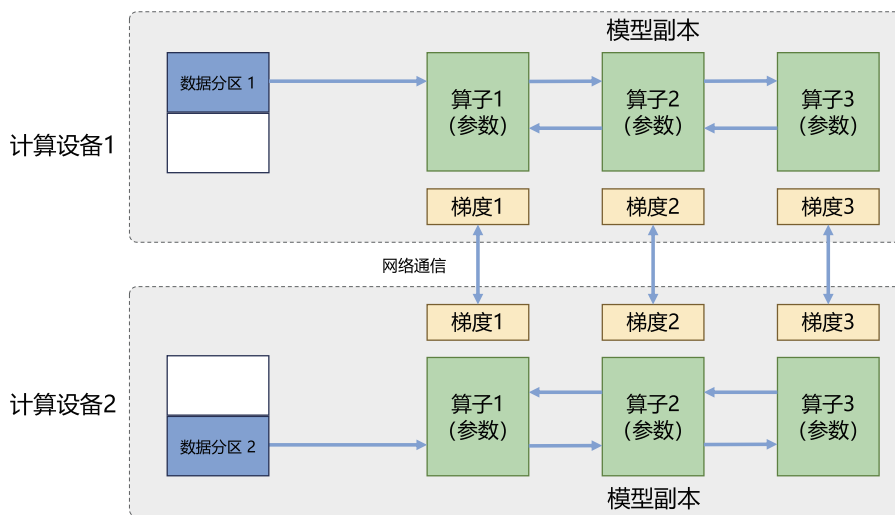 模型副本
数据分区 1
算子1
（参数）
算子2
（参数）
算子3
（参数）
计算设备1
梯度1
梯度2
梯度3
网络通信
梯度1
梯度2
梯度3
计算设备2
算子1
（参数）
算子2
（参数）
算子3
（参数）
数据分区 2
模型副本